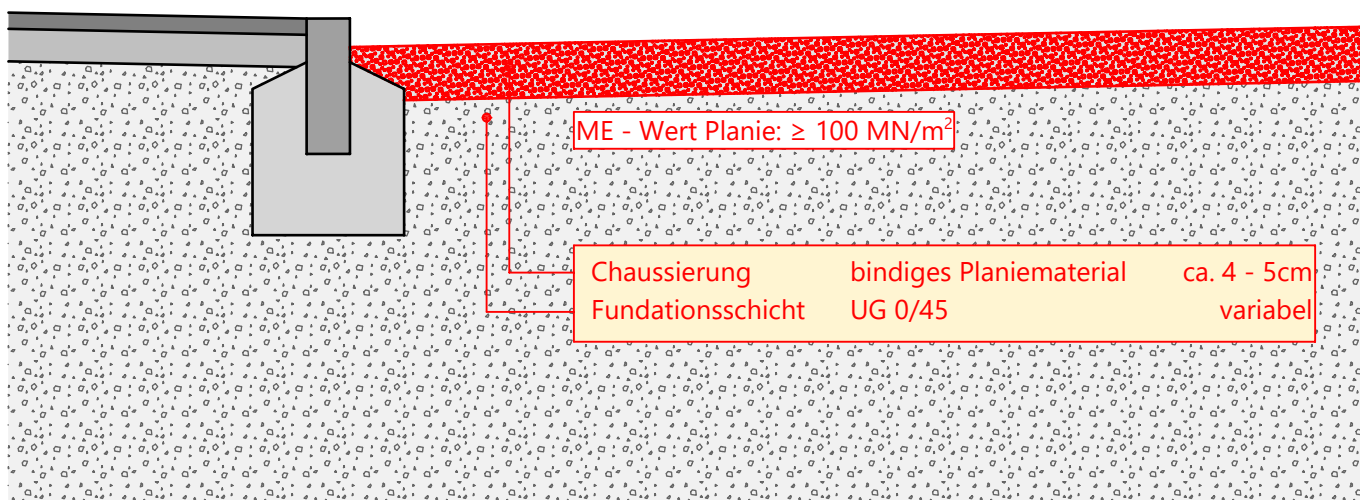 ME - Wert Planie: ≥ 100 MN/m²
Chaussierung bindiges Planiematerial ca. 4 - 5cm
Fundationsschicht UG 0/45 variabel